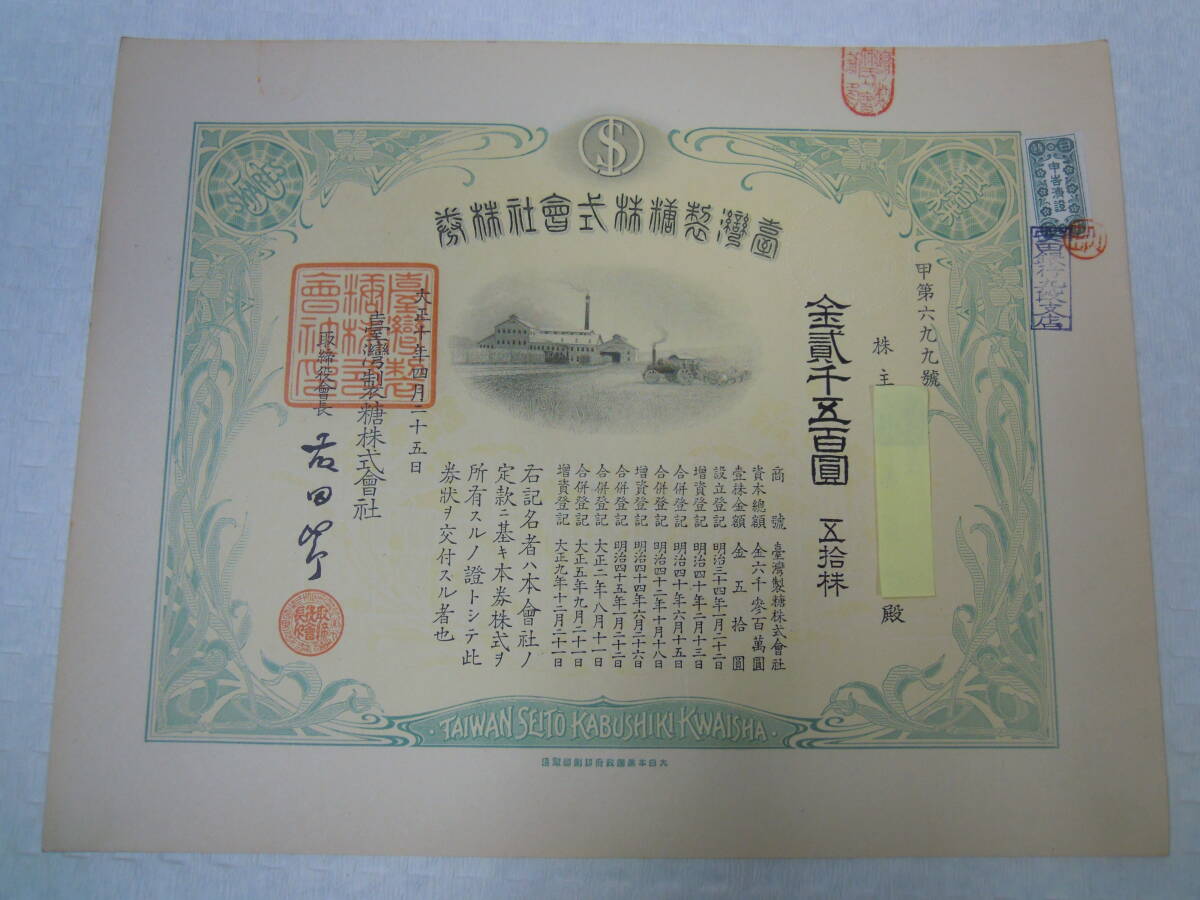 臺灣製糖株式會社株券
甲第六九九號
株主
殿
金貳千五百圓
五拾株
商號 臺灣製糖株式會社
資本總額 金六千參百萬圓
壹株金額 金五拾圓
設立登記 明治三十四年一月二十二日
增資登記 明治四十年二月十三日
合併登記 明治四十年六月十五日
合併登記 明治四十二年十月十八日
增資登記 明治四十四年六月二十六日
合併登記 明治四十五年一月二十二日
合併登記 大正二年八月十一日
合併登記 大正五年九月二十一日
增資登記 大正九年十二月二十一日
右記名者ハ本會社ノ
定款ニ基キ本券株式ヲ
所有スルノ證トシテ此
券狀ヲ交付スル者也
大正十年四月二十五日
臺灣製糖株式會社
取締役會長
臺灣製
糖株式
會社印
TAIWAN SEITO KABUSHIKI KWAISHA